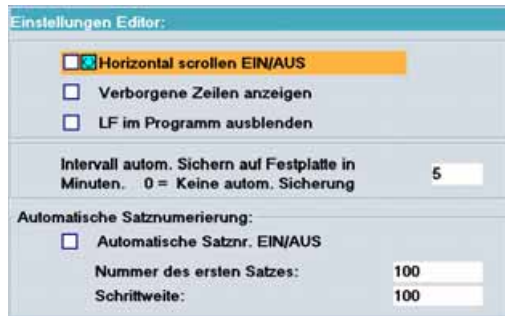 Einstellungen Editor:
Horizontal scrollen EIN/AUS
Verborgene Zeilen anzeigen
LF im Programm ausblenden
Intervall autom. Sichern auf Festplatte in 5
Minuten. 0 = Keine autom. Sicherung
Automatische Satznumerierung:
Automatische Satznr. EIN/AUS
Nummer des ersten Satzes: 100
Schrittweite: 100